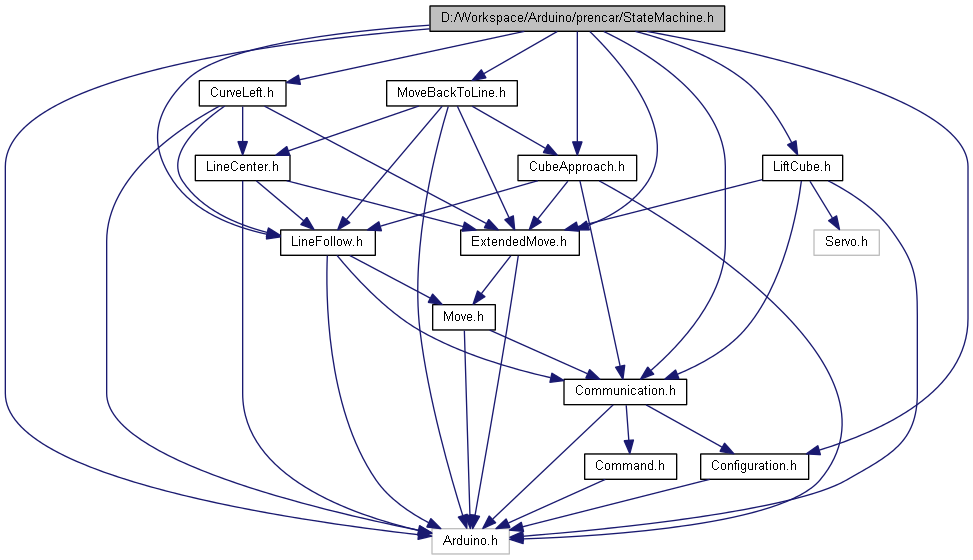 D:/Workspace/Arduino/prencar/StateMachine.h
CurveLeft.h
MoveBackToLine.h
LineCenter.h
CubeApproach.h
LiftCube.h
LineFollow.h
ExtendedMove.h
Servo.h
Move.h
Communication.h
Command.h
Configuration.h
Arduino.h